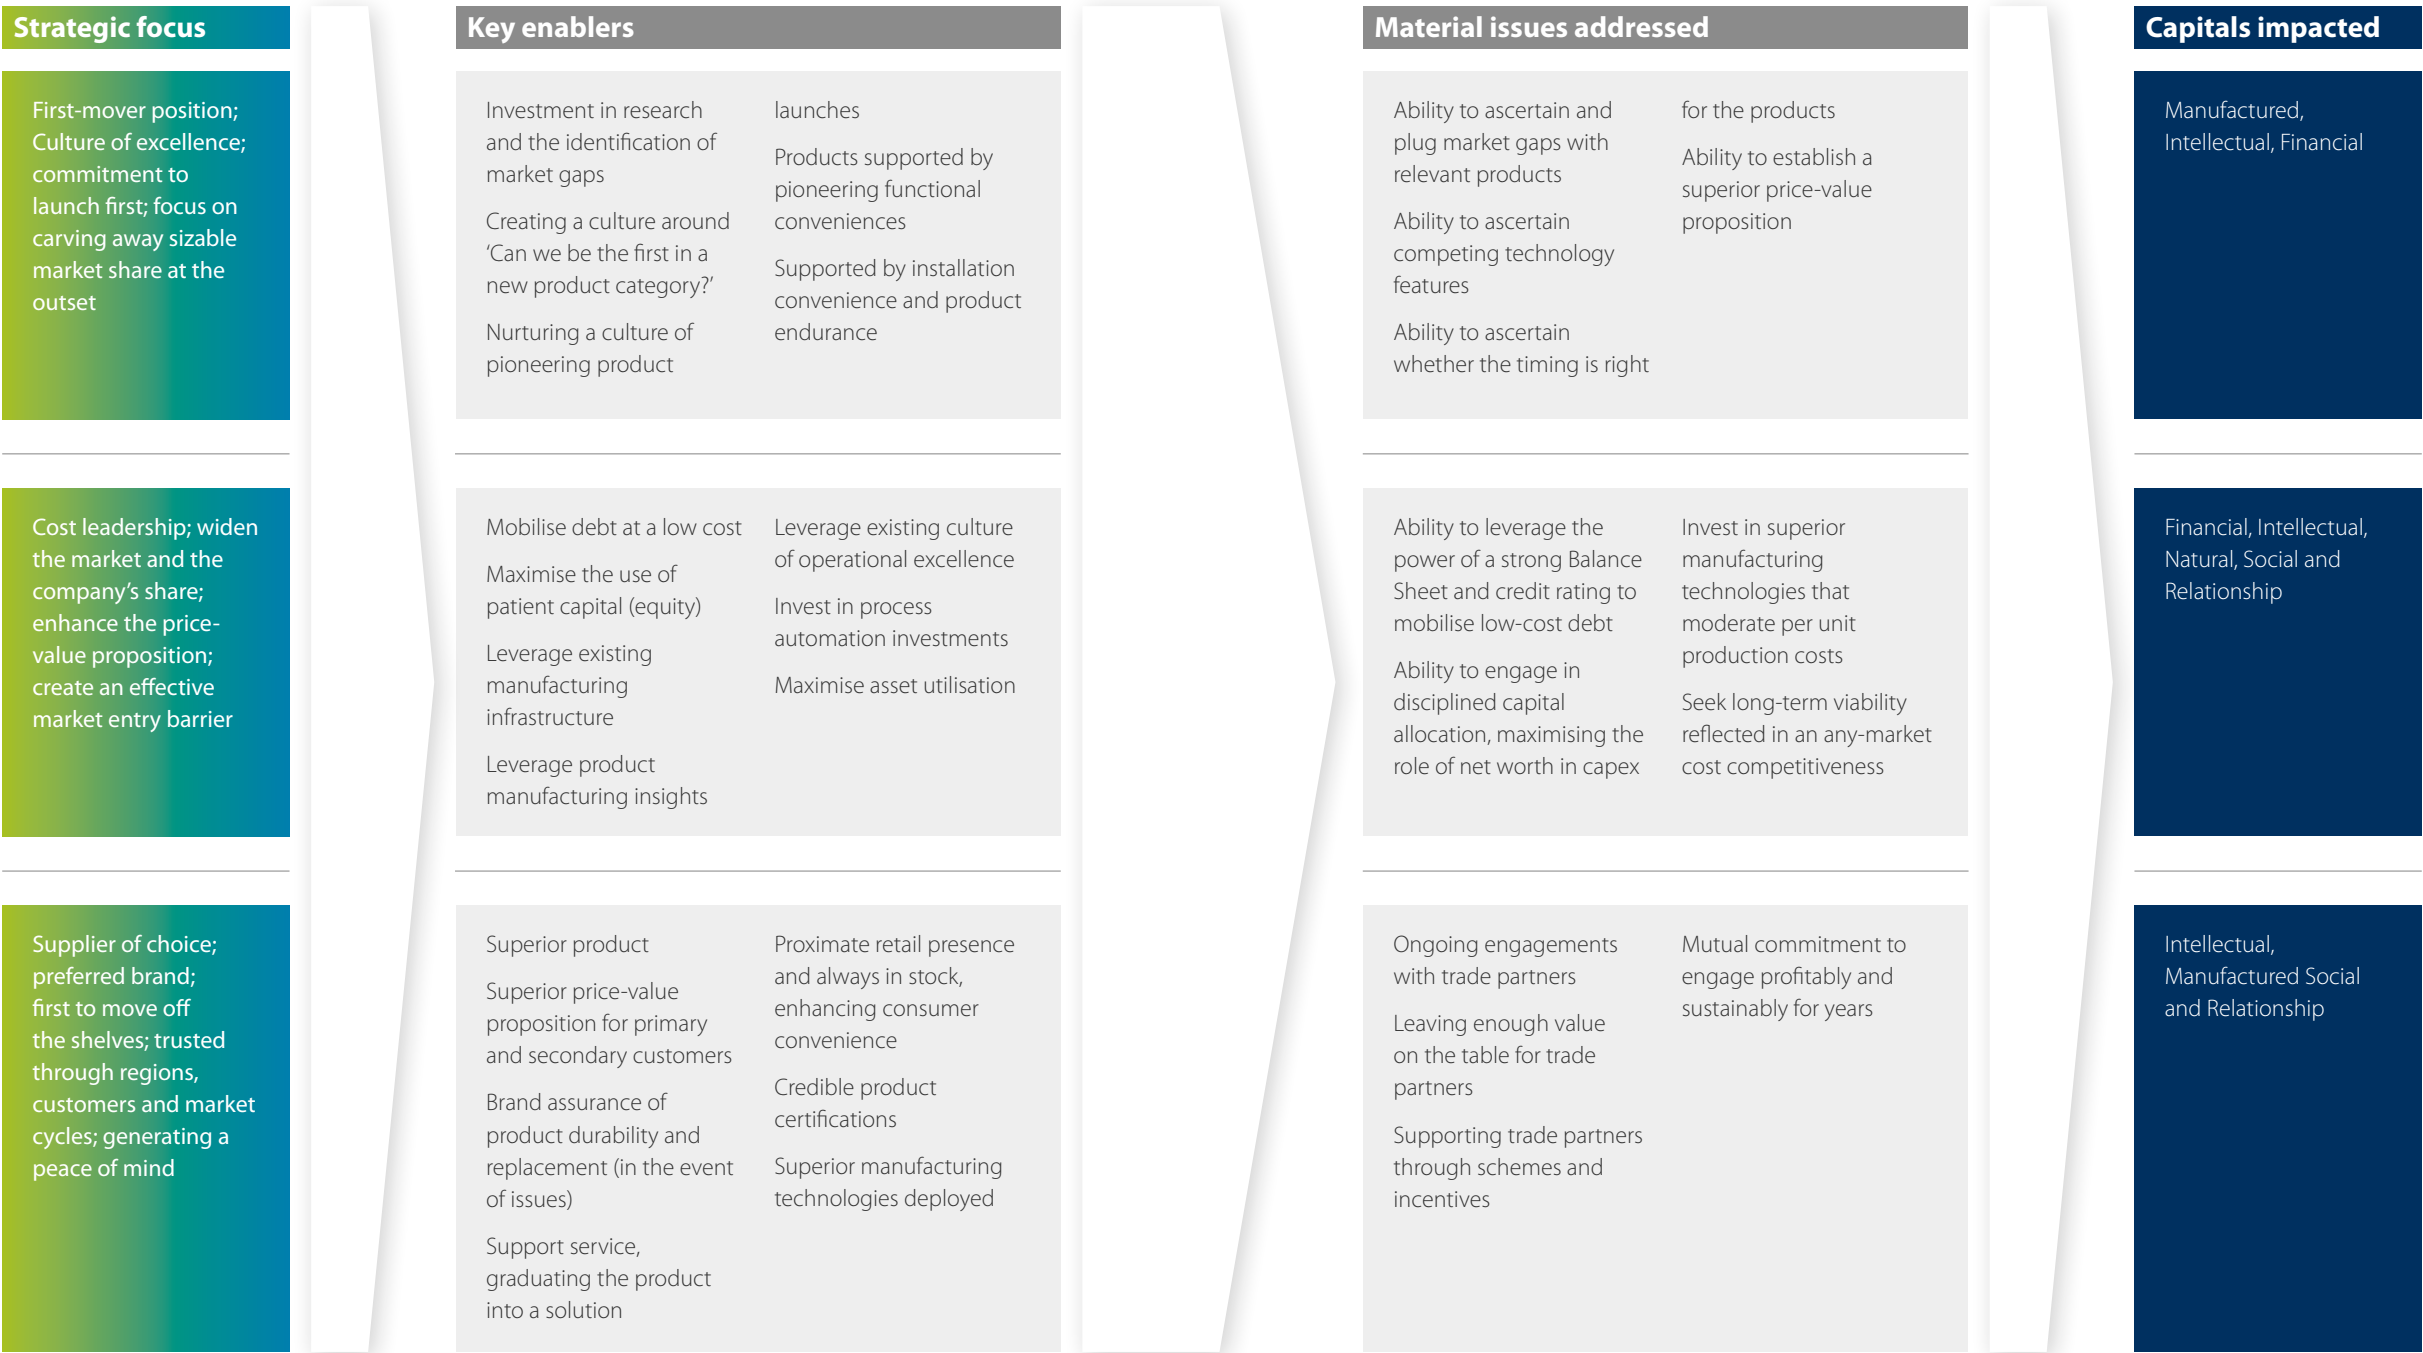 Strategic focus
Key enablers
Material issues addressed
Capitals impacted
First-mover position;
Culture of excellence;
commitment to
launch first; focus on
carving away sizable
market share at the
outset
Investment in research
and the identification of
market gaps
Creating a culture around
‘Can we be the first in a
new product category?’
Nurturing a culture of
pioneering product
launches
Products supported by
pioneering functional
conveniences
Supported by installation
convenience and product
endurance
Ability to ascertain and
plug market gaps with
relevant products
Ability to ascertain
competing technology
features
Ability to ascertain
whether the timing is right
for the products
Ability to establish a
superior price-value
proposition
Manufactured,
Intellectual, Financial
Cost leadership; widen
the market and the
company’s share;
enhance the price-
value proposition;
create an effective
market entry barrier
Mobilise debt at a low cost
Maximise the use of
patient capital (equity)
Leverage existing
manufacturing
infrastructure
Leverage product
manufacturing insights
Leverage existing culture
of operational excellence
Invest in process
automation investments
Maximise asset utilisation
Ability to leverage the
power of a strong Balance
Sheet and credit rating to
mobilise low-cost debt
Ability to engage in
disciplined capital
allocation, maximising the
role of net worth in capex
Invest in superior
manufacturing
technologies that
moderate per unit
production costs
Seek long-term viability
reflected in an any-market
cost competitiveness
Financial, Intellectual,
Natural, Social and
Relationship
Supplier of choice;
preferred brand;
first to move off
the shelves; trusted
through regions,
customers and market
cycles; generating a
peace of mind
Superior product
Superior price-value
proposition for primary
and secondary customers
Brand assurance of
product durability and
replacement (in the event
of issues)
Support service,
graduating the product
into a solution
Proximate retail presence
and always in stock,
enhancing consumer
convenience
Credible product
certifications
Superior manufacturing
technologies deployed
Ongoing engagements
with trade partners
Leaving enough value
on the table for trade
partners
Supporting trade partners
through schemes and
incentives
Mutual commitment to
engage profitably and
sustainably for years
Intellectual,
Manufactured Social
and Relationship